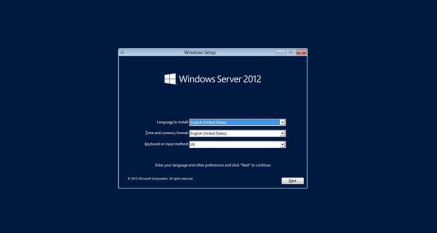 Windows Setup
Windows Server 2012
Language to install: English (United States)
Time and currency format: English (United States)
Keyboard or input method: US
Enter your language and other preferences and click "Next" to continue.
© 2012 Microsoft Corporation. All rights reserved.
Next